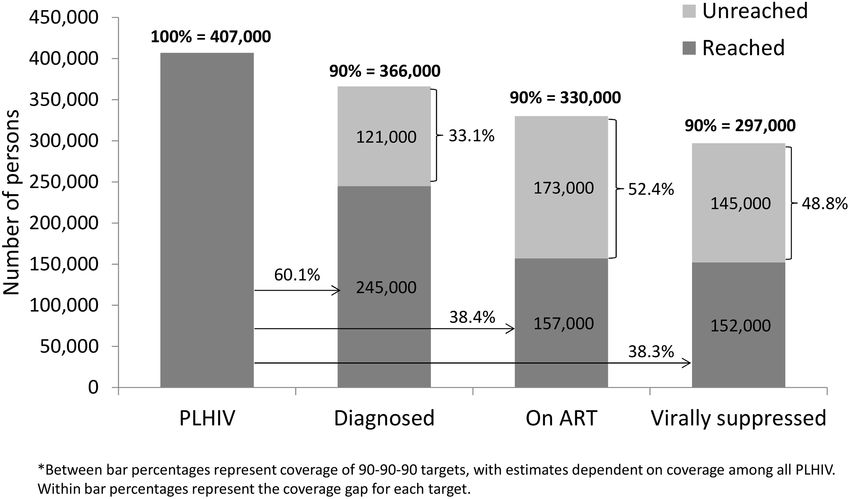 450,000
400,000
350,000
300,000
250,000
200,000
150,000
100,000
50,000
0
Number of persons
Unreached
Reached
100% = 407,000
90% = 366,000
90% = 330,000
90% = 297,000
121,000
33.1%
173,000
52.4%
145,000
48.8%
60.1%
245,000
38.4%
157,000
38.3%
152,000
PLHIV
Diagnosed
On ART
Virally suppressed
*Between bar percentages represent coverage of 90-90-90 targets, with estimates dependent on coverage among all PLHIV.
Within bar percentages represent the coverage gap for each target.